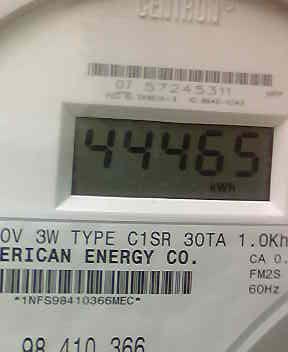 CENTRON
07 57245311
44465
kWh
0V 3W TYPE C1SR 30TA 1.0Kh
ERICAN ENERGY CO.
CA 0.
FM2S
*1NFS98410366MEC*
60Hz
98 410 366